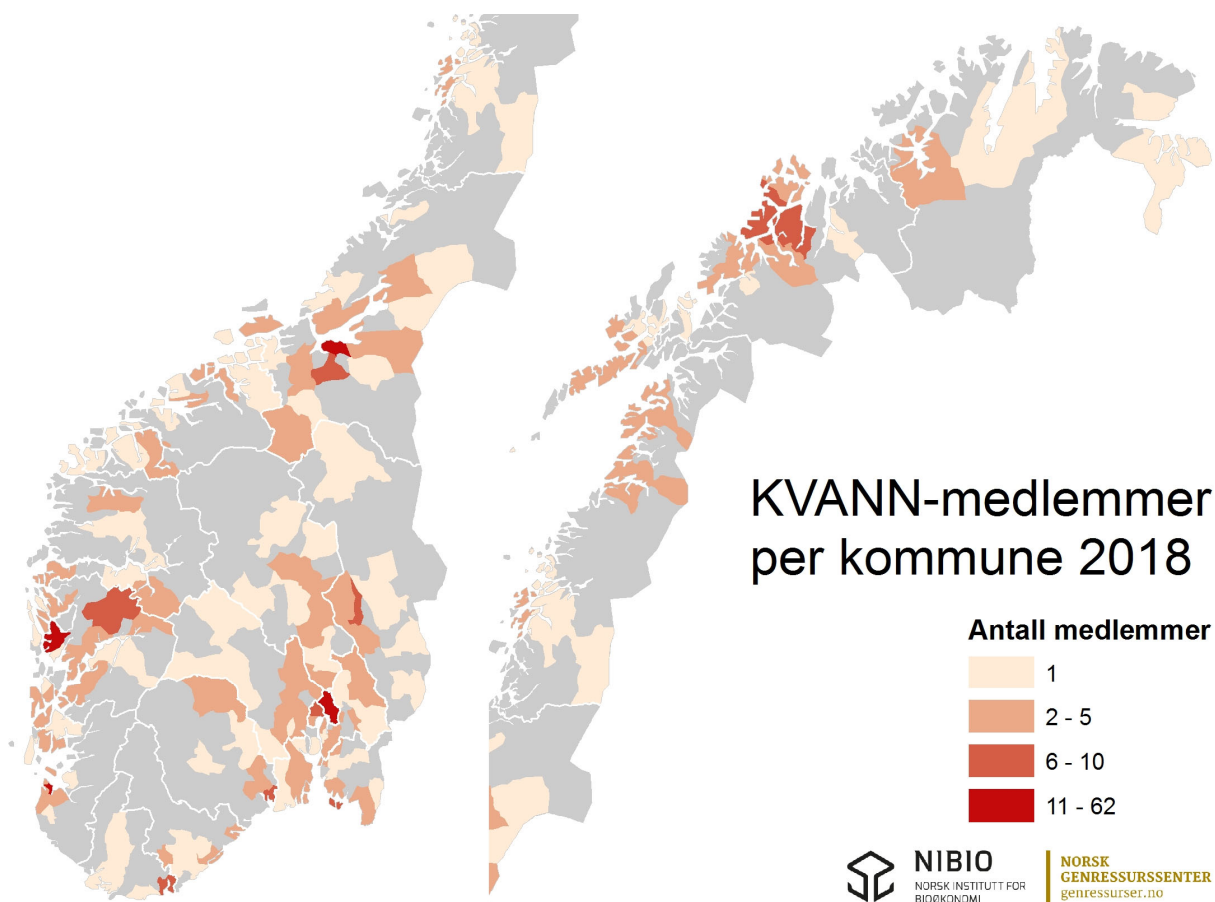 KVANN-medlemmer
per kommune 2018
Antall medlemmer
1
2 - 5
6 - 10
11 - 62
NIBIO
NORSK INSTITUTT FOR
BIOØKONOMI
NORSK
GENRESSURSSENTER
genressurser.no